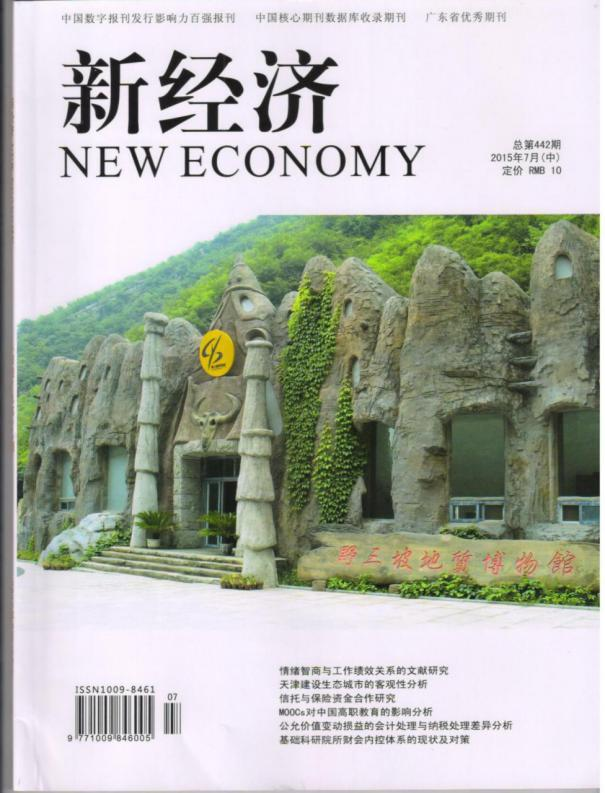 中国数字报刊发行影响力百强报刊 中国核心期刊数据库收录期刊 广东省优秀期刊
新经济
NEW ECONOMY
总第442期
2015年7月(中)
定价 RMB 10
野三坡地质博物館
情绪智商与工作绩效关系的文献研究
天津建设生态城市的客观性分析
信托与保险资金合作研究
MOOCs对中国高职教育的影响分析
公允价值变动损益的会计处理与纳税处理差异分析
基础科研院所财会内控体系的现状及对策
ISSN1009-8461
07
9 771009 846005